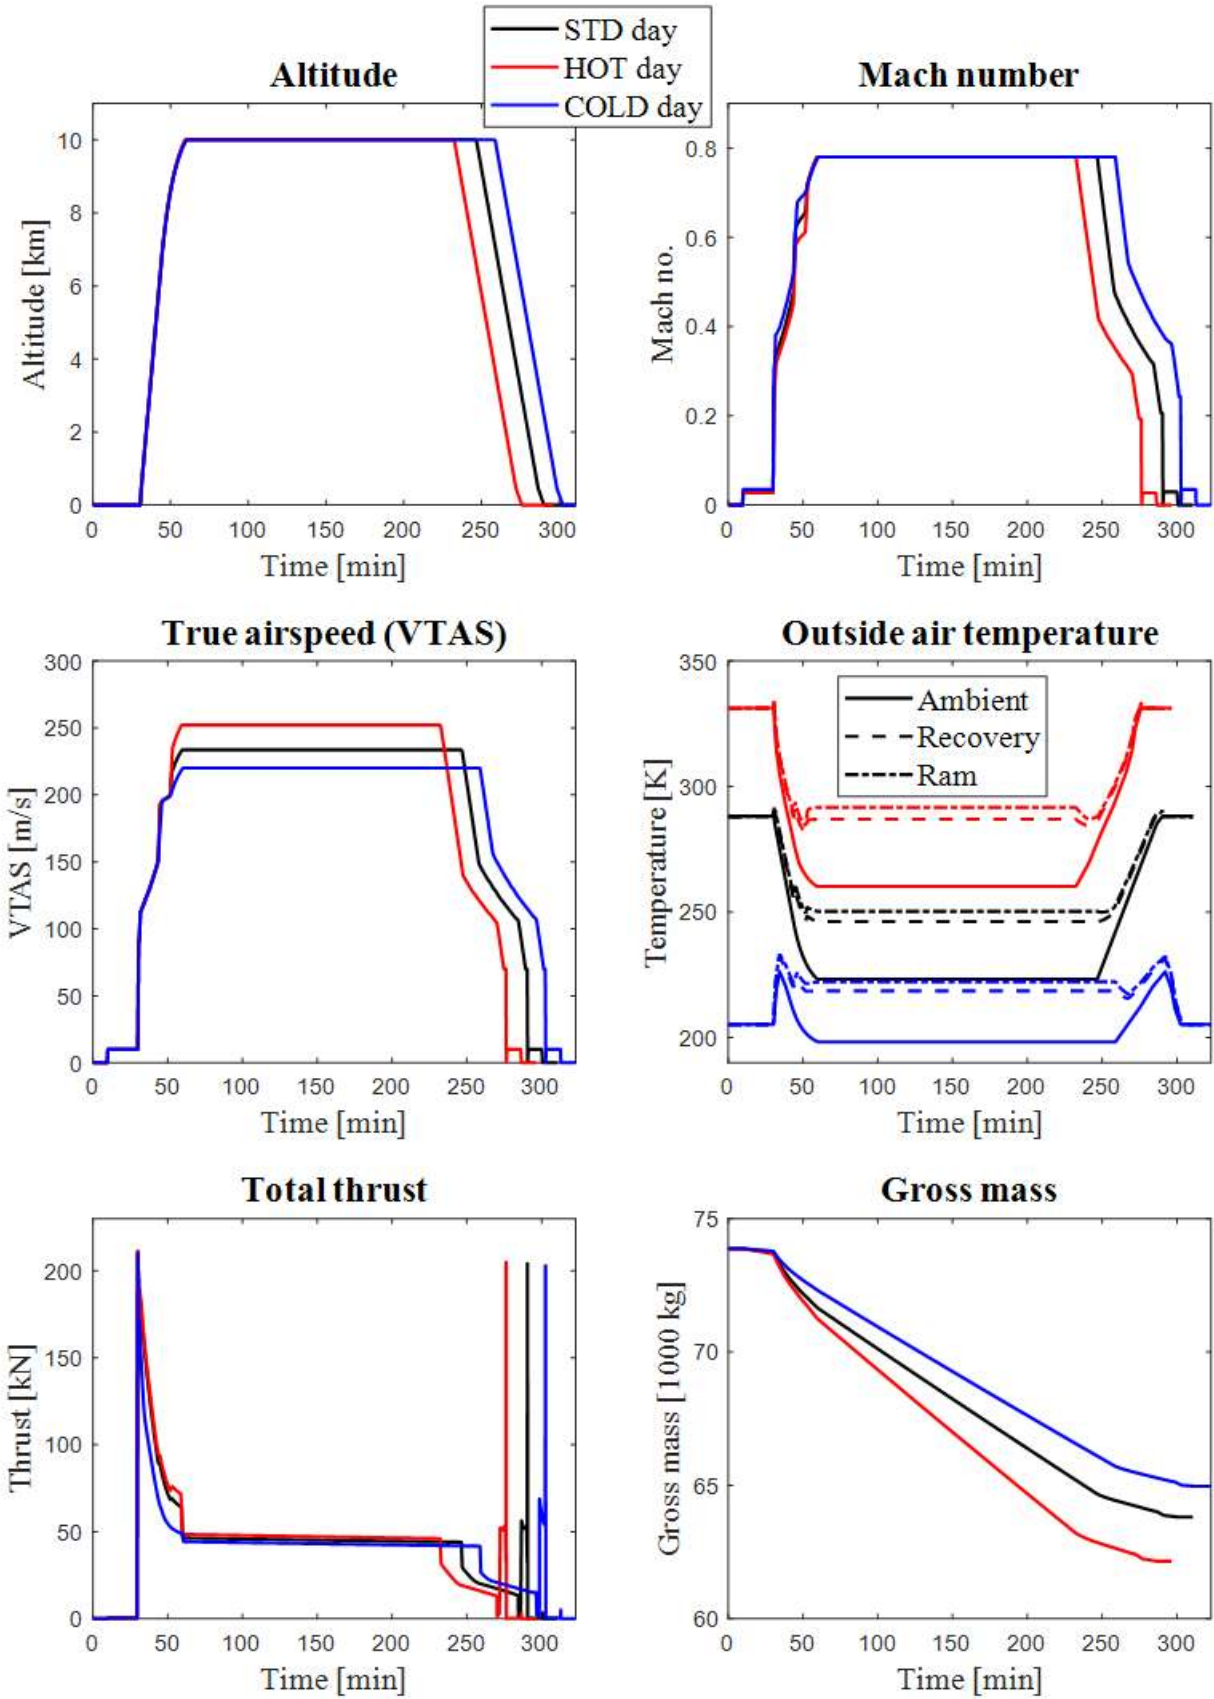 STD day
HOT day
COLD day
Altitude
Altitude [km]
10
8
6
4
2
0
0 50 100 150 200 250 300
Time [min]
Mach number
Mach no.
0.8
0.6
0.4
0.2
0
0 50 100 150 200 250 300
Time [min]
True airspeed (VTAS)
VTAS [m/s]
300
250
200
150
100
50
0
0 50 100 150 200 250 300
Time [min]
Outside air temperature
Temperature [K]
350
300
250
200
Ambient
Recovery
Ram
0 50 100 150 200 250 300
Time [min]
Total thrust
Thrust [kN]
200
150
100
50
0
0 50 100 150 200 250 300
Time [min]
Gross mass
Gross mass [1000 kg]
75
70
65
60
0 50 100 150 200 250 300
Time [min]